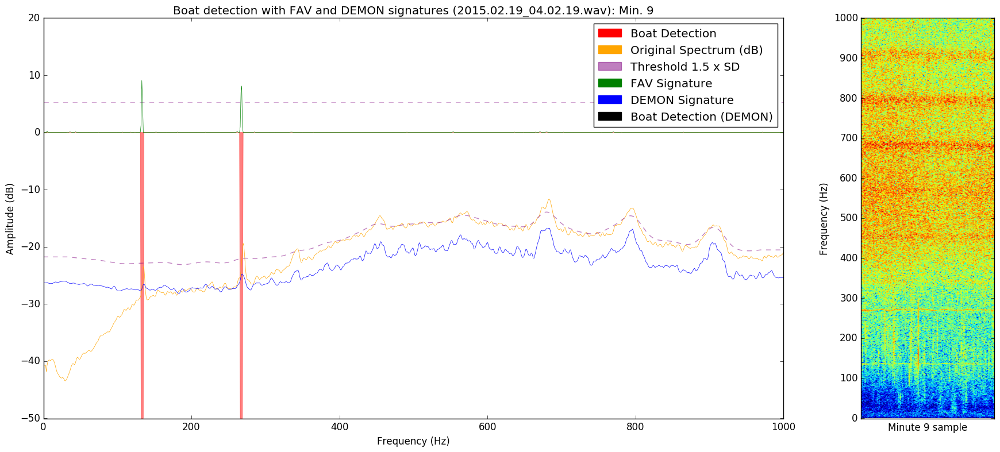 Boat detection with FAV and DEMON signatures (2015.02.19_04.02.19.wav): Min. 9
Boat Detection
Original Spectrum (dB)
Threshold 1.5 x SD
FAV Signature
DEMON Signature
Boat Detection (DEMON)
Amplitude (dB)
20
10
0
−10
−20
−30
−40
−50
0
200
400
600
800
1000
Frequency (Hz)
Frequency (Hz)
1000
900
800
700
600
500
400
300
200
100
0
Minute 9 sample